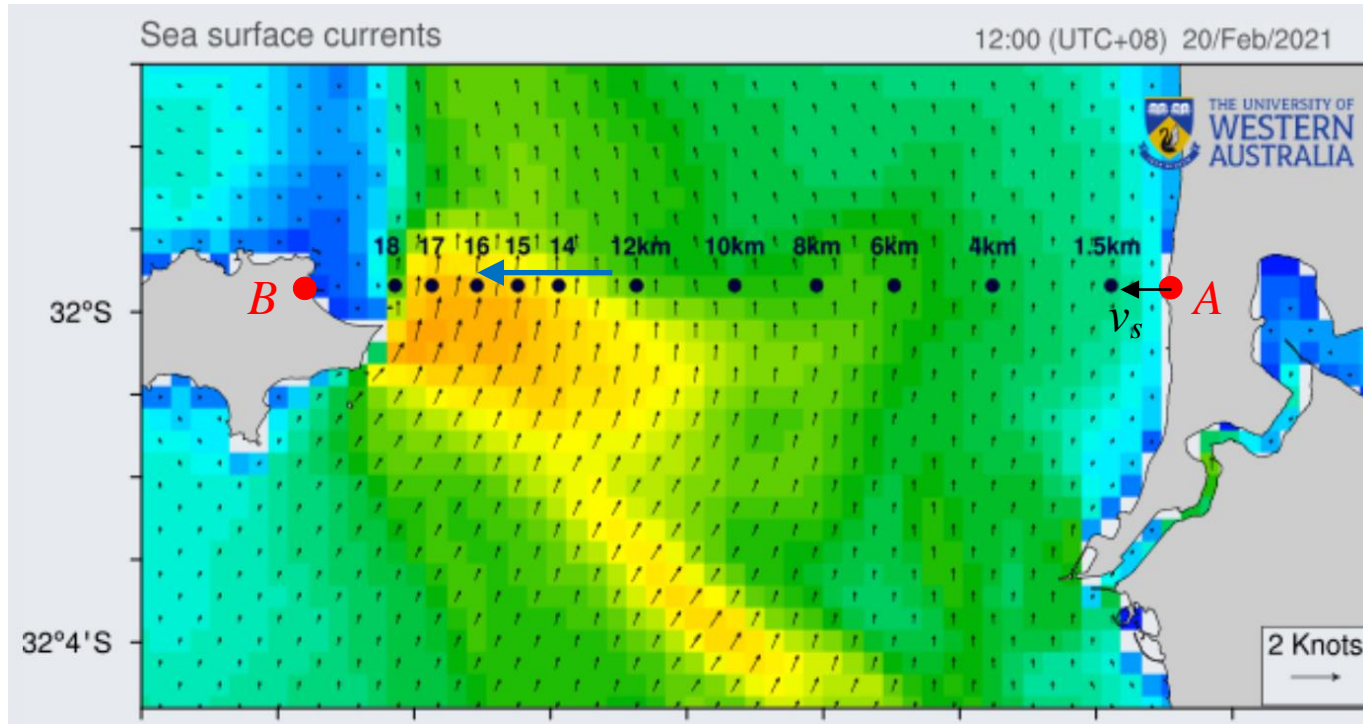 Sea surface currents
12:00 (UTC+08) 20/Feb/2021
THE UNIVERSITY OF
WESTERN
AUSTRALIA
18 17 16 15 14 12km 10km 8km 6km 4km 1.5km
B
A
v_s
32°S
32°4'S
2 Knots